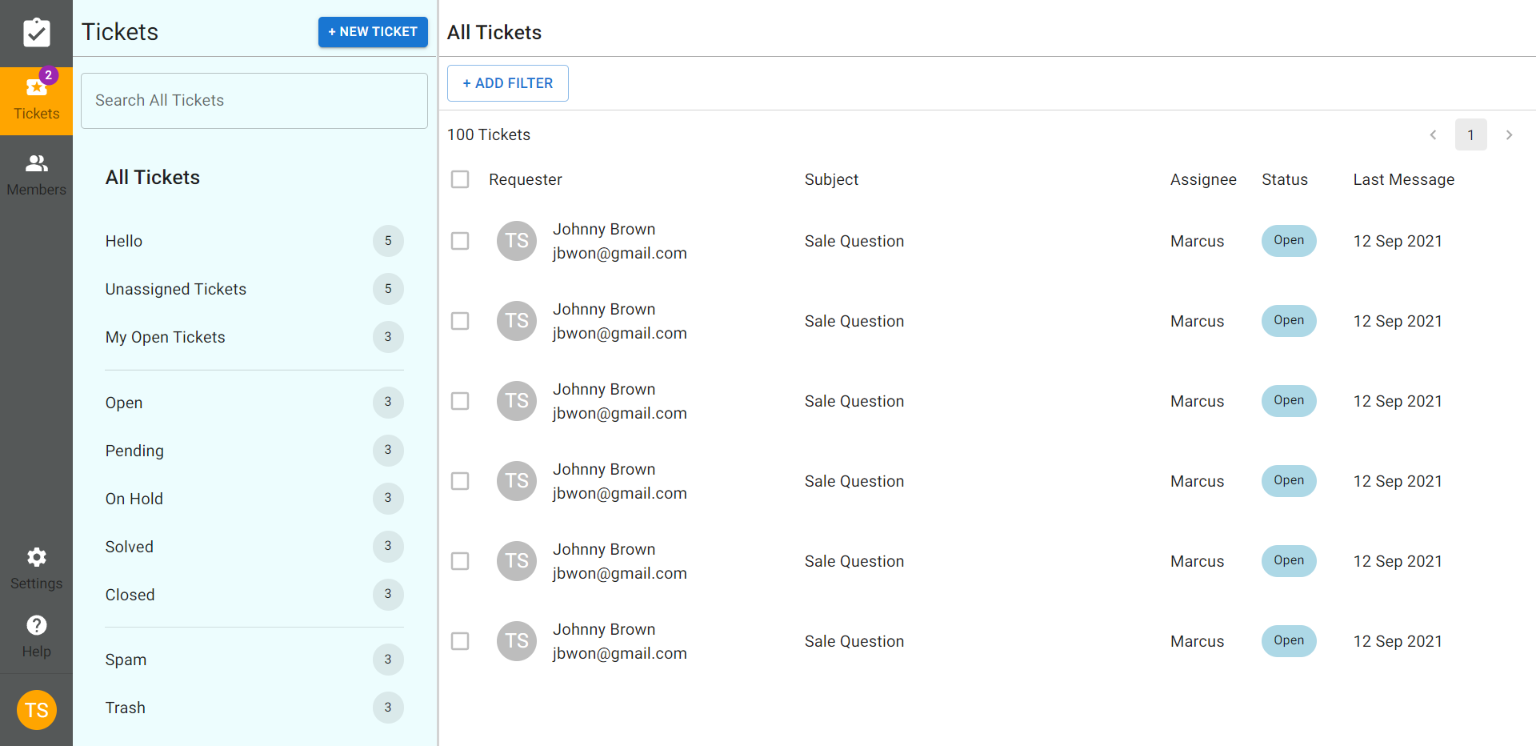 Tickets
+ NEW TICKET
All Tickets
2
Tickets
Members
Settings
Help
TS
Search All Tickets
All Tickets
Hello 5
Unassigned Tickets 5
My Open Tickets 3
Open 3
Pending 3
On Hold 3
Solved 3
Closed 3
Spam 3
Trash 3
+ ADD FILTER
100 Tickets
1
Requester Subject Assignee Status Last Message
TS Johnny Brown
jbwon@gmail.com
Sale Question Marcus Open 12 Sep 2021
TS Johnny Brown
jbwon@gmail.com
Sale Question Marcus Open 12 Sep 2021
TS Johnny Brown
jbwon@gmail.com
Sale Question Marcus Open 12 Sep 2021
TS Johnny Brown
jbwon@gmail.com
Sale Question Marcus Open 12 Sep 2021
TS Johnny Brown
jbwon@gmail.com
Sale Question Marcus Open 12 Sep 2021
TS Johnny Brown
jbwon@gmail.com
Sale Question Marcus Open 12 Sep 2021